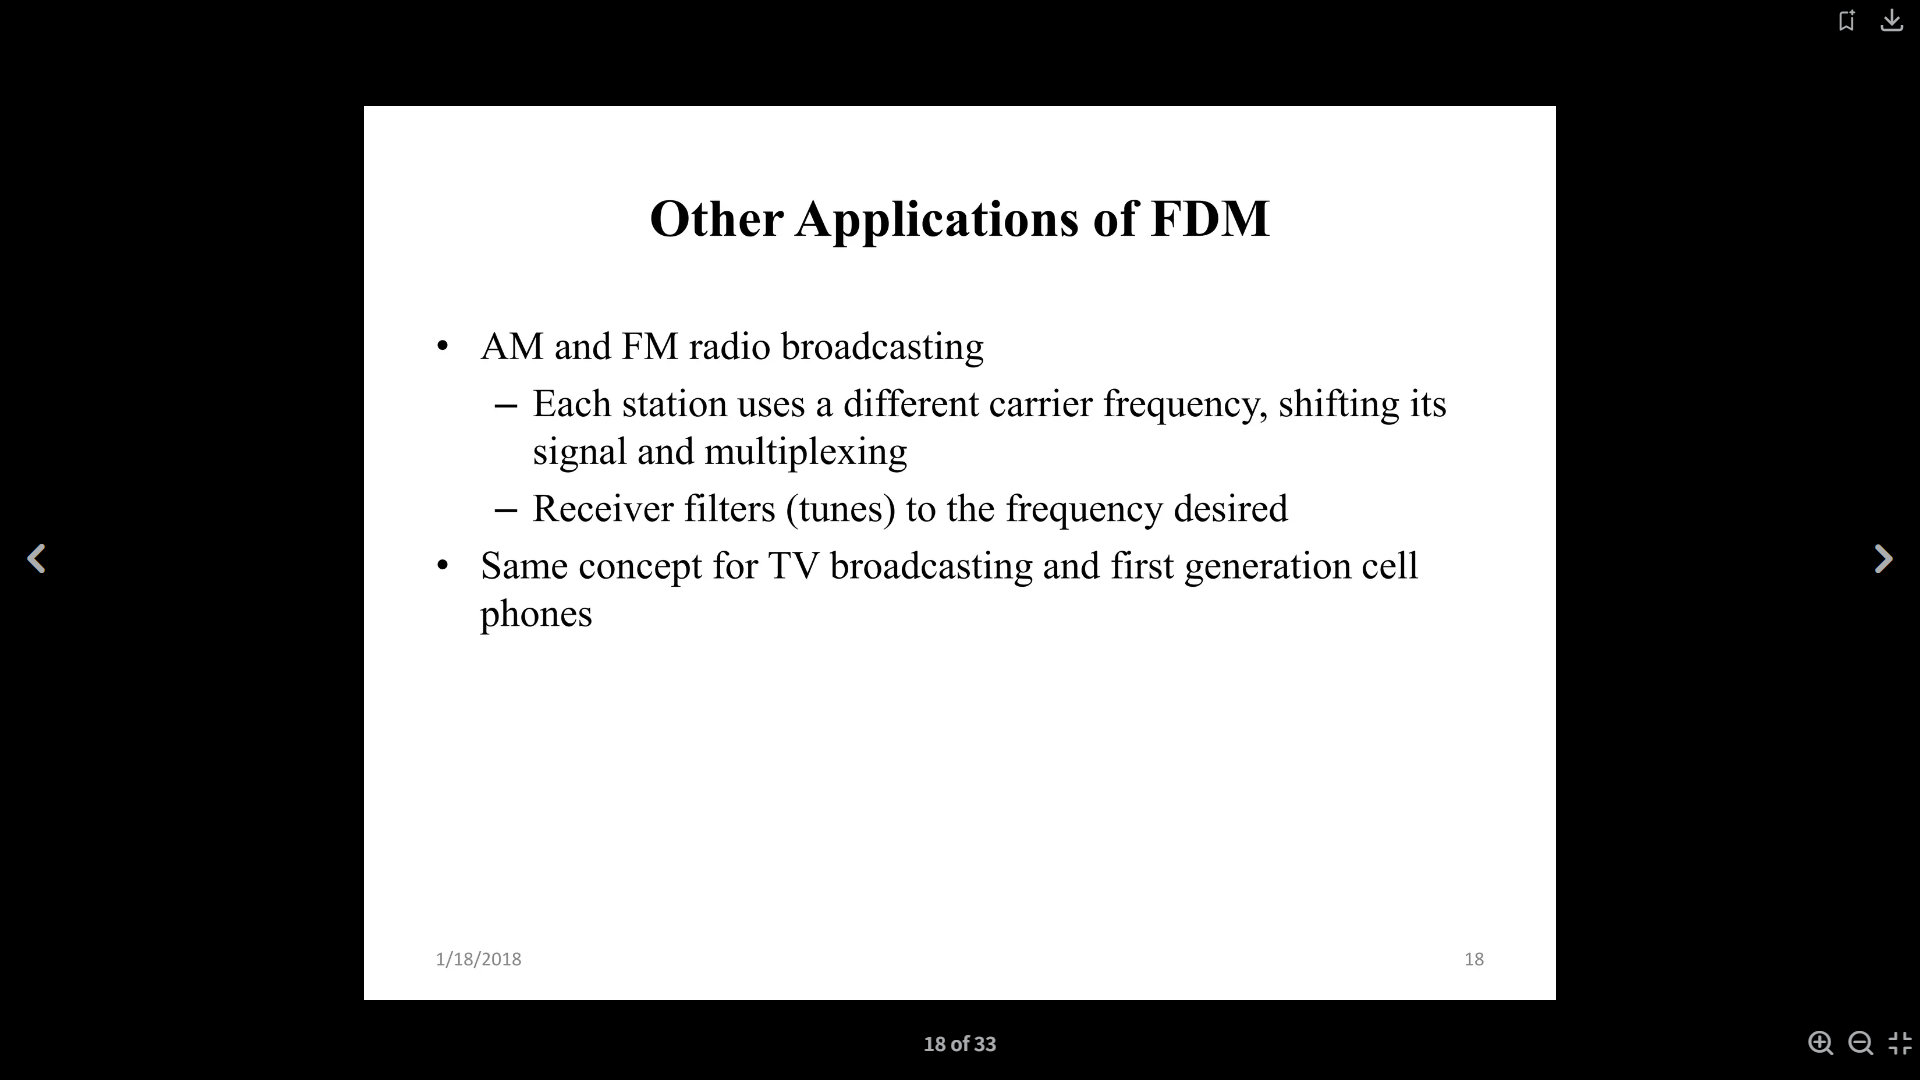 Other Applications of FDM
• AM and FM radio broadcasting
– Each station uses a different carrier frequency, shifting its
signal and multiplexing
– Receiver filters (tunes) to the frequency desired
• Same concept for TV broadcasting and first generation cell
phones
1/18/2018
18
18 of 33